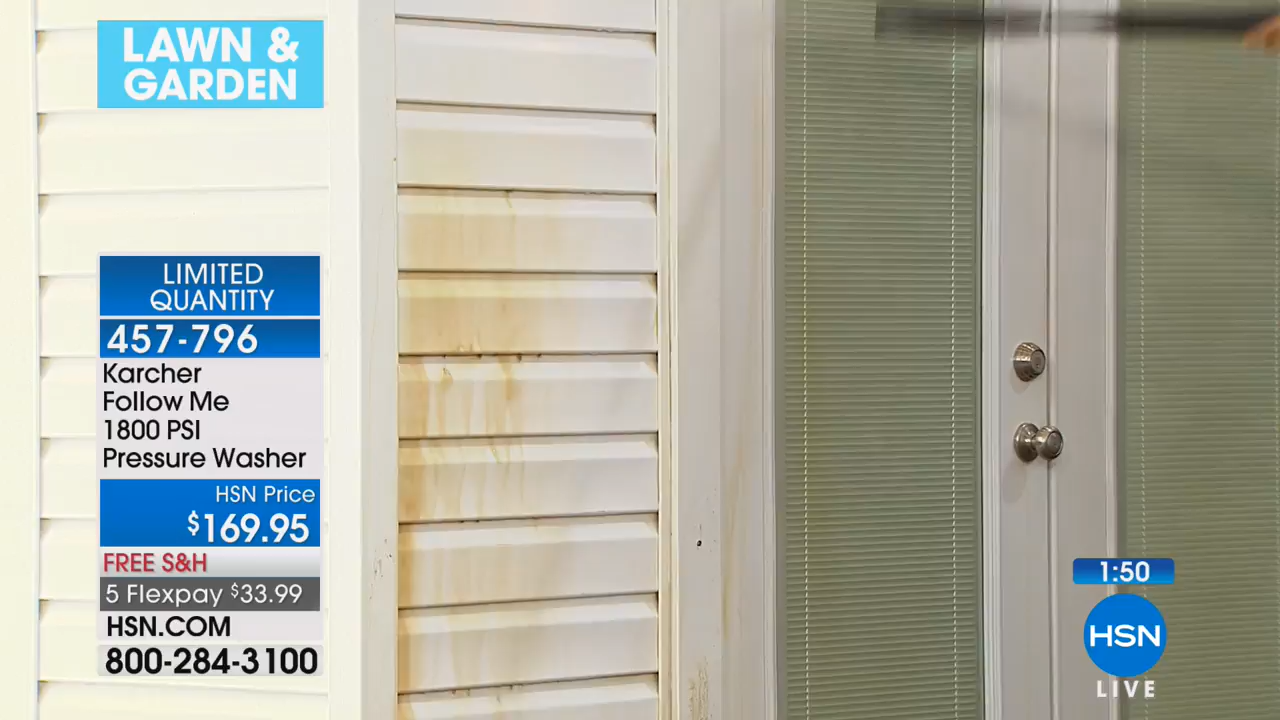 LAWN &
GARDEN
LIMITED
QUANTITY
457-796
Karcher
Follow Me
1800 PSI
Pressure Washer
HSN Price
$169.95
FREE S&H
5 Flexpay $33.99
HSN.COM
800-284-3100
1:50
HSN
LIVE